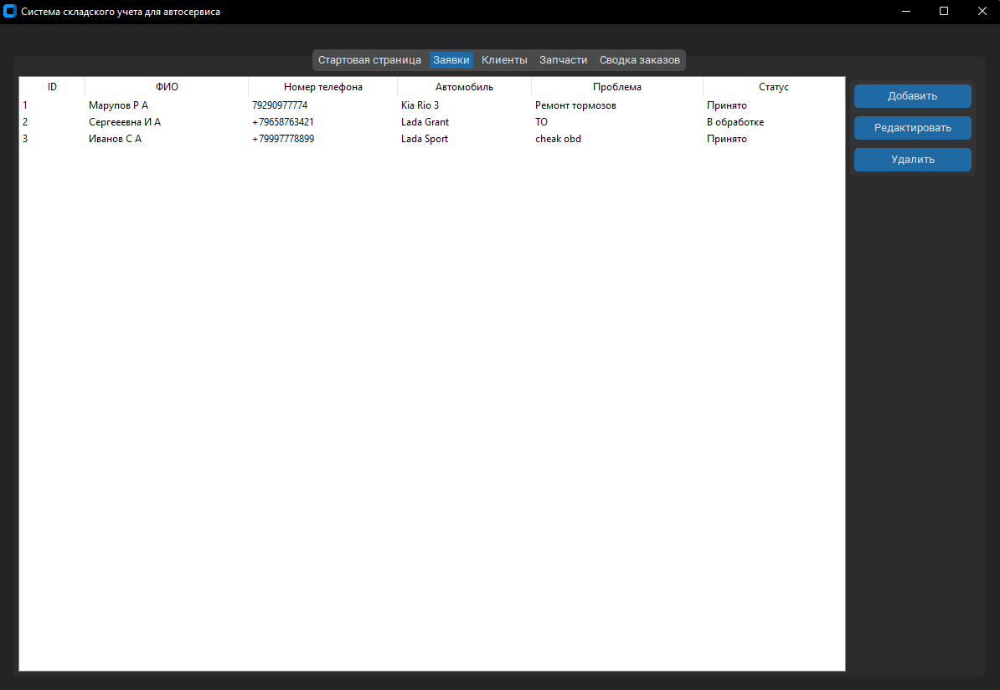 Система складского учета для автосервиса
Стартовая страница Заявки Клиенты Запчасти Сводка заказов
ID ФИО Номер телефона Автомобиль Проблема Статус
1 Марупов Р А 79290977774 Kia Rio 3 Ремонт тормозов Принято
2 Сергееевна И А +79658763421 Lada Grant ТО В обработке
3 Иванов С А +79997778899 Lada Sport cheak obd Принято
Добавить
Редактировать
Удалить